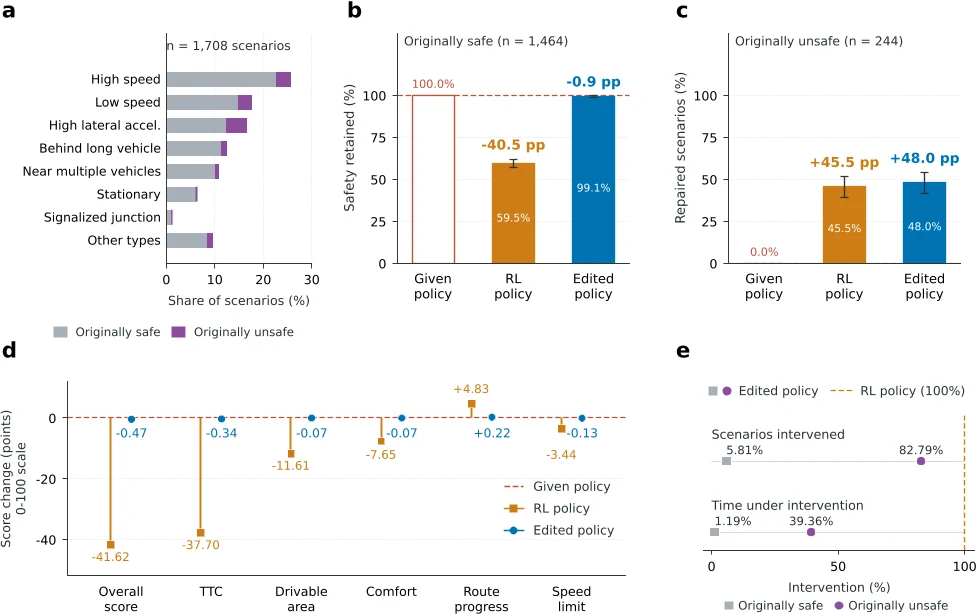 a
n = 1,708 scenarios
High speed
Low speed
High lateral accel.
Behind long vehicle
Near multiple vehicles
Stationary
Signalized junction
Other types
0 10 20 30
Share of scenarios (%)
Originally safe Originally unsafe
b
Originally safe (n = 1,464)
Safety retained (%)
100
75
50
25
0
100.0%
-40.5 pp
-0.9 pp
59.5%
99.1%
Given policy
RL policy
Edited policy
c
Originally unsafe (n = 244)
Repaired scenarios (%)
100
75
50
25
0
0.0%
+45.5 pp
+48.0 pp
45.5%
48.0%
Given policy
RL policy
Edited policy
d
Score change (points)
0-100 scale
0
-20
-40
-41.62
-0.47
-37.70
-0.34
-11.61
-0.07
-7.65
-0.07
+4.83
+0.22
-3.44
-0.13
Given policy
RL policy
Edited policy
Overall score
TTC
Drivable area
Comfort
Route progress
Speed limit
e
Edited policy RL policy (100%)
Scenarios intervened
5.81% 82.79%
Time under intervention
1.19% 39.36%
0 50 100
Intervention (%)
Originally safe Originally unsafe